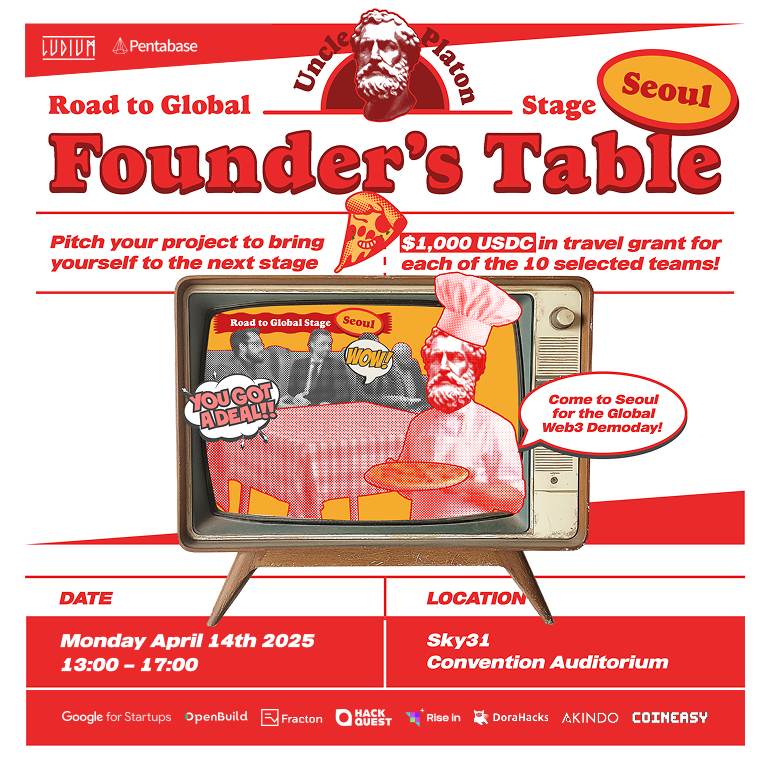 LUDIUM
Pentabase
Uncle Platon
Road to Global
Stage
Seoul
Founder's Table
Pitch your project to bring
yourself to the next stage
$1,000 USDC in travel grant for
each of the 10 selected teams!
Road to Global Stage
Seoul
WOW!
YOU GOT
A DEAL!!
Come to Seoul
for the Global
Web3 Demoday!
DATE
LOCATION
Monday April 14th 2025
13:00 – 17:00
Sky31
Convention Auditorium
Google for Startups
OpenBuild
Fracton
HACK
QUEST
Rise in
DoraHacks
AKINDO
COINEASY